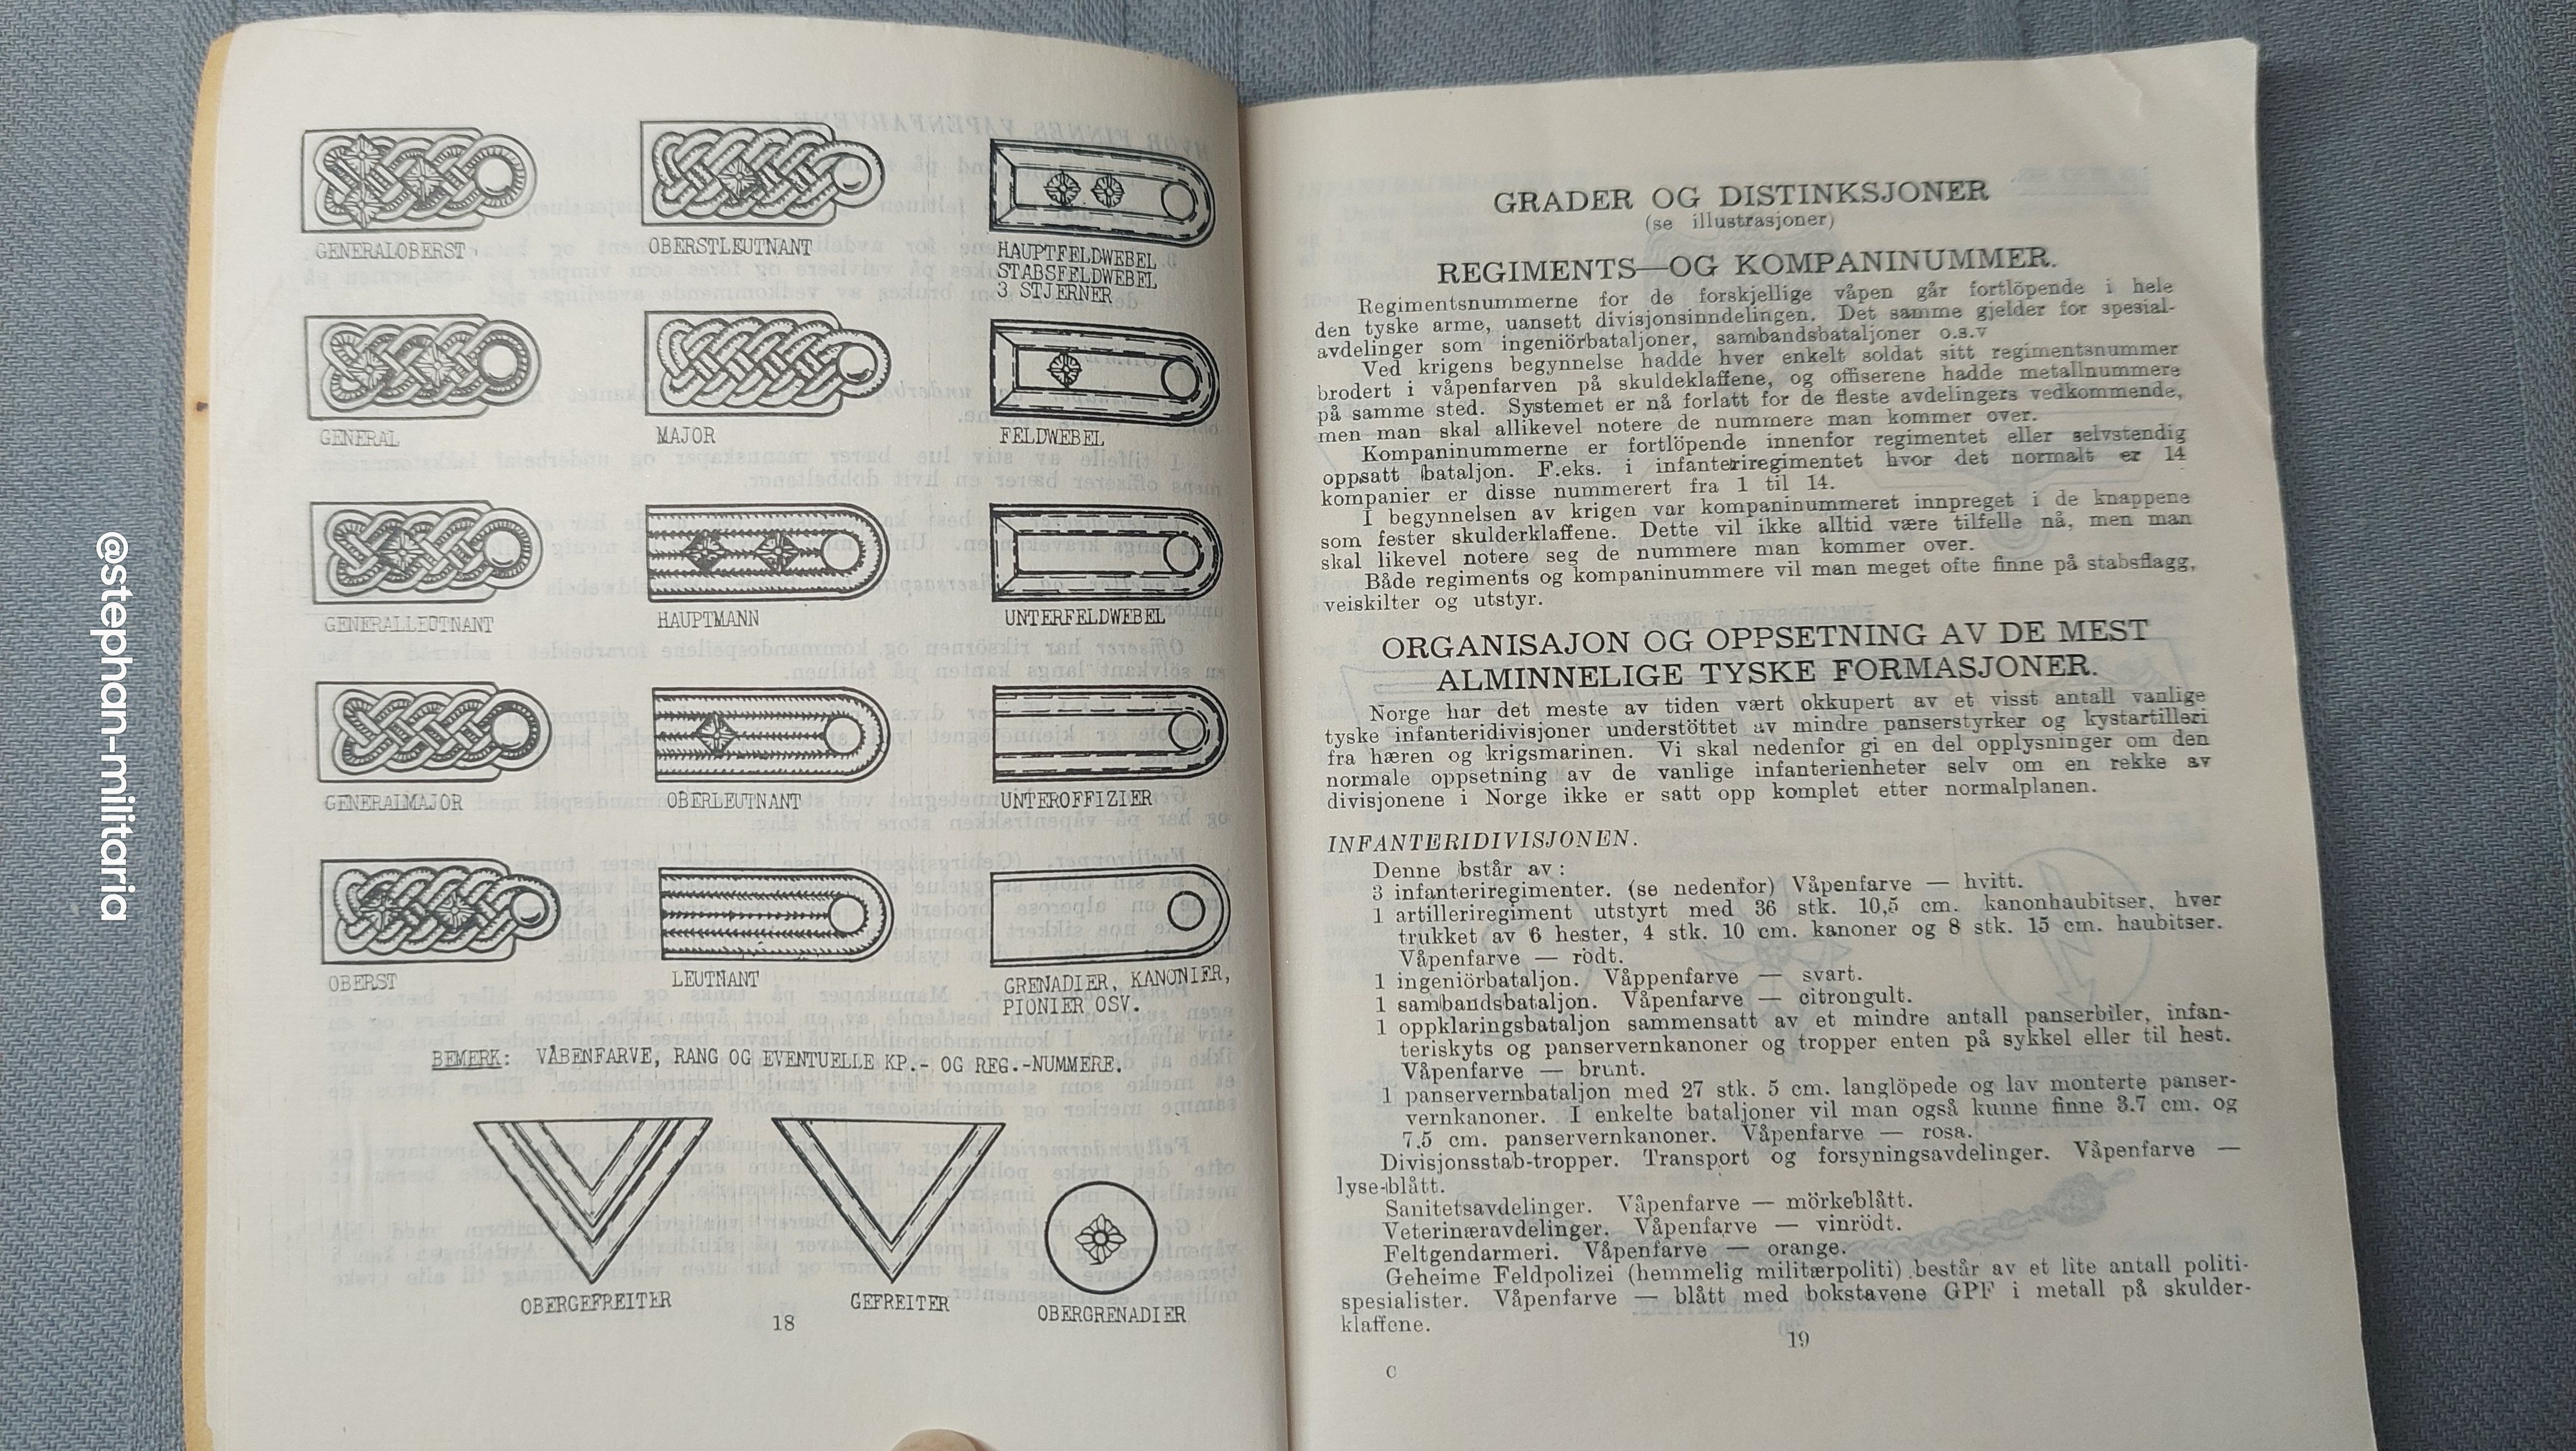 @stephan-militaria
GENERALOBERST
OBERSTLEUTNANT
HAUPTFELDWEBEL
STABSFELDWEBEL
3 STJERNER
GENERAL
MAJOR
FELDWEBEL
GENERALLEUTNANT
HAUPTMANN
UNTERFELDWEBEL
GENERALMAJOR
OBERLEUTNANT
UNTEROFFIZIER
OBERST
LEUTNANT
GRENADIER, KANONIER,
PIONIER OSV.
BEMERK: VÅBENFARVE, RANG OG EVENTUELLE KP.- OG REG.-NUMMERE.
OBERGEFREITER
GEFREITER
OBERGRENADIER
18
GRADER OG DISTINKSJONER
(se illustrasjoner)
REGIMENTS—OG KOMPANINUMMER.
Regimentsnummerne for de forskjellige våpen går fortlöpende i hele
den tyske arme, uansett divisjonsinndelingen. Det samme gjelder for spesial-
avdelinger som ingeniörbataljoner, sambandsbataljoner o.s.v
Ved krigens begynnelse hadde hver enkelt soldat sitt regimentsnummer
brodert i våpenfarven på skuldeklaffene, og offiserene hadde metallnummere
på samme sted. Systemet er nå forlatt for de fleste avdelingers vedkommende,
men man skal allikevel notere de nummere man kommer over.
Kompaninummerne er fortlöpende innenfor regimentet eller selvstendig
oppsatt bataljon. F.eks. i infanteriregimentet hvor det normalt er 14
kompanier er disse nummerert fra 1 til 14.
I begynnelsen av krigen var kompaninummeret innpreget i de knappene
som fester skulderklaffene. Dette vil ikke alltid være tilfelle nå, men man
skal likevel notere seg de nummere man kommer over.
Både regiments og kompaninummere vil man meget ofte finne på stabsflagg,
veiskilter og utstyr.
ORGANISAJON OG OPPSETNING AV DE MEST
ALMINNELIGE TYSKE FORMASJONER.
Norge har det meste av tiden vært okkupert av et visst antall vanlige
tyske infanteridivisjoner understöttet av mindre panserstyrker og kystartilleri
fra hæren og krigsmarinen. Vi skal nedenfor gi en del opplysninger om den
normale oppsetning av de vanlige infanterienheter selv om en rekke av
divisjonene i Norge ikke er satt opp komplet etter normalplanen.
INFANTERIDIVISJONEN.
Denne bstår av:
3 infanteriregimenter. (se nedenfor) Våpenfarve — hvitt.
1 artilleriregiment utstyrt med 36 stk. 10,5 cm. kanonhaubitser, hver
trukket av 6 hester, 4 stk. 10 cm. kanoner og 8 stk. 15 cm. haubitser.
Våpenfarve — rödt.
1 ingeniörbataljon. Våppenfarve — svart.
1 sambandsbataljon. Våpenfarve — citrongult.
1 oppklaringsbataljon sammensatt av et mindre antall panserbiler, infan-
teriskyts og panservernkanoner og tropper enten på sykkel eller til hest.
Våpenfarve — brunt.
1 panservernbataljon med 27 stk. 5 cm. langlöpede og lav monterte panser-
vernkanoner. I enkelte bataljoner vil man også kunne finne 3.7 cm. og
7.5 cm. panservernkanoner. Våpenfarve — rosa.
Divisjonsstab-tropper. Transport og forsyningsavdelinger. Våpenfarve —
lyse-blått.
Sanitetsavdelinger. Våpenfarve — mörkeblått.
Veterinæravdelinger. Våpenfarve — vinrödt.
Feltgendarmeri. Våpenfarve — orange.
Geheime Feldpolizei (hemmelig militærpoliti) består av et lite antall politi-
spesialister. Våpenfarve — blått med bokstavene GPF i metall på skulder-
klaffene.
19
C